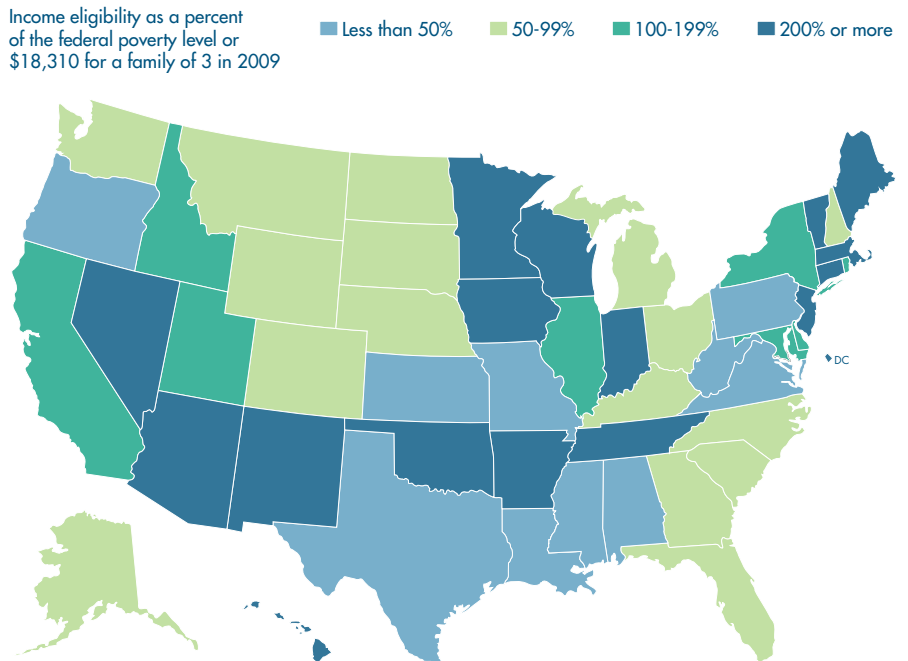 Income eligibility as a percent
of the federal poverty level or
$18,310 for a family of 3 in 2009
Less than 50%
50-99%
100-199%
200% or more
DC